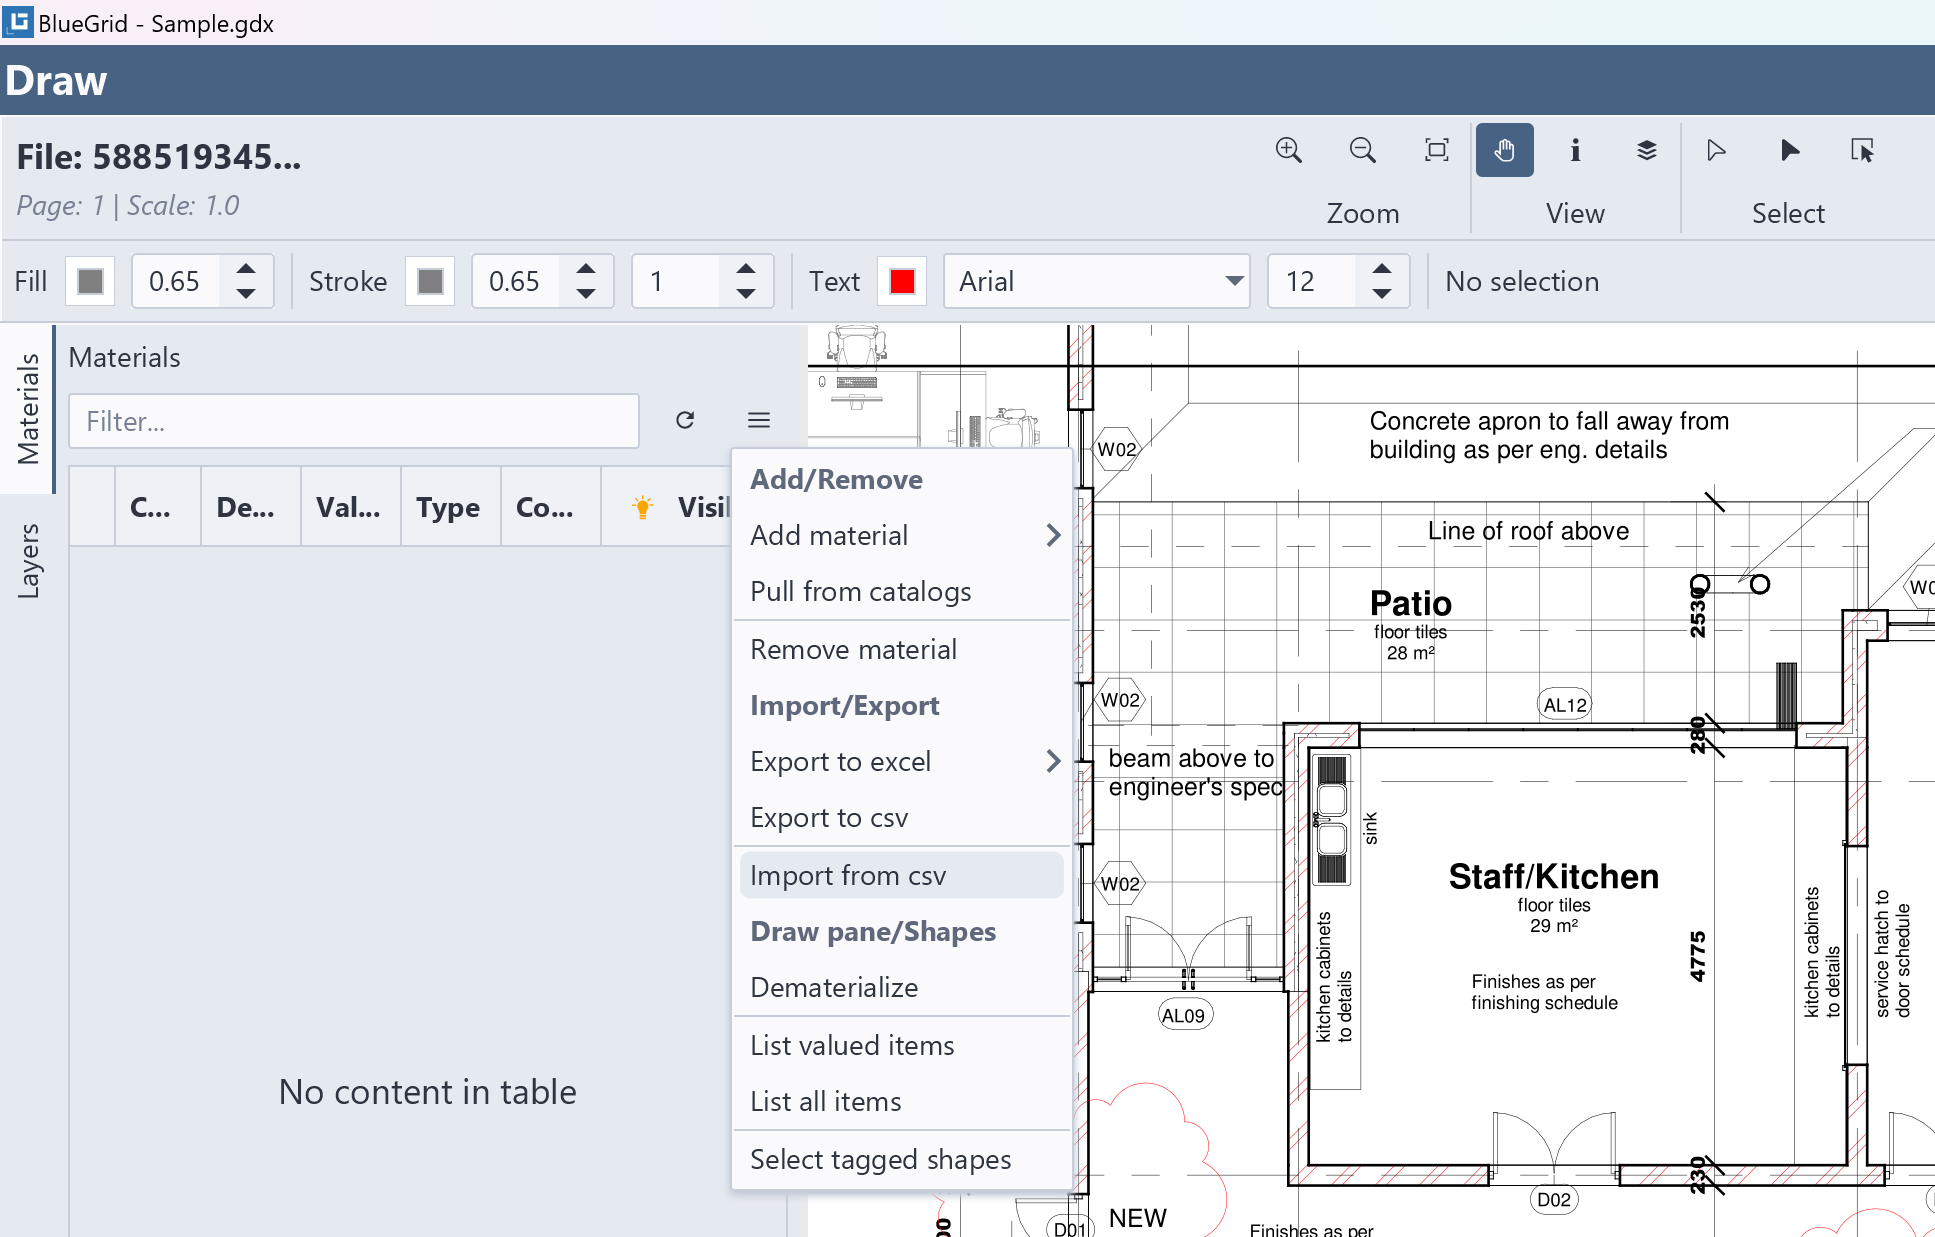 BlueGrid - Sample.gdx
Draw
File: 588519345...
Page: 1 | Scale: 1.0
Zoom
View
Select
Fill
0.65
Stroke
0.65
1
Text
Arial
12
No selection
Materials
Layers
Materials
Filter...
C...
De...
Val...
Type
Co...
Visi
No content in table
Add/Remove
Add material
Pull from catalogs
Remove material
Import/Export
Export to excel
Export to csv
Import from csv
Draw pane/Shapes
Dematerialize
List valued items
List all items
Select tagged shapes
W02
Concrete apron to fall away from
building as per eng. details
Line of roof above
Patio
floor tiles
28 m²
2530
W0
W02
AL12
280
beam above to
engineer's spec
sink
W02
Staff/Kitchen
floor tiles
29 m²
Finishes as per
finishing schedule
4775
kitchen cabinets
to details
kitchen cabinets
to details
service hatch to
door schedule
AL09
230
D02
D01
NEW
Finishes as per
00